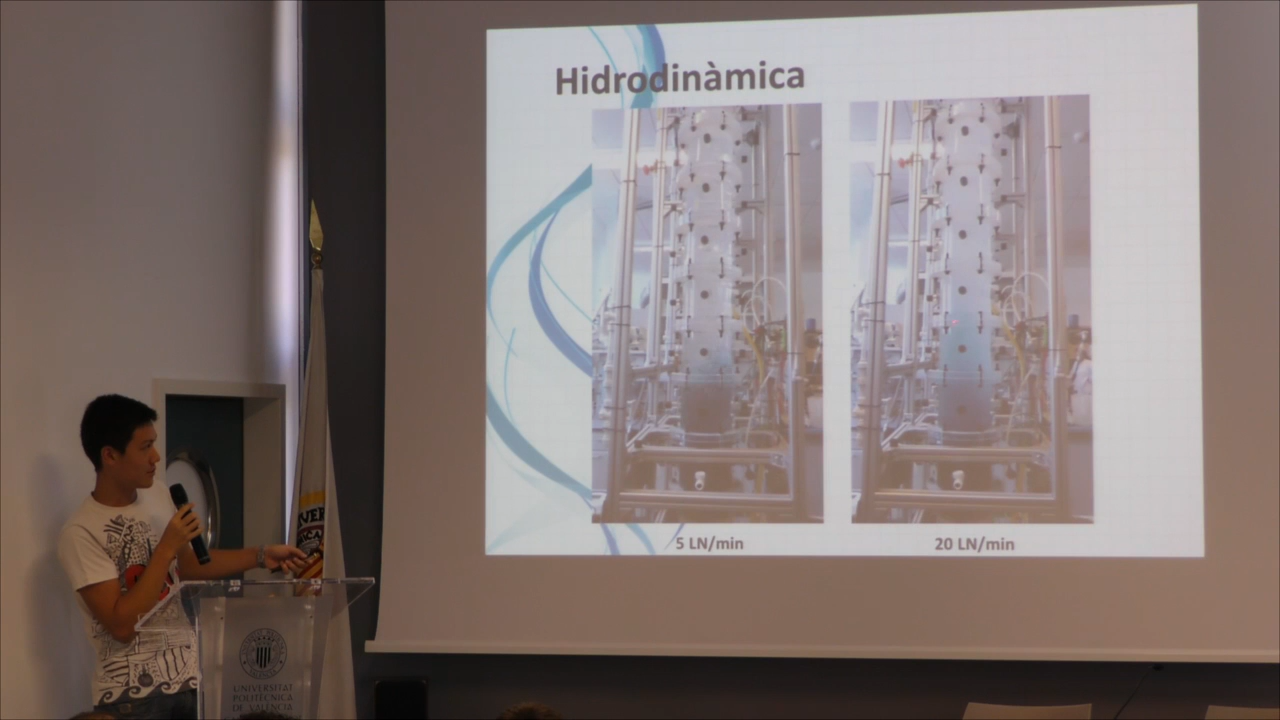 Hidrodinàmica
5 LN/min
20 LN/min
UNIVERSITAT
POLITÈCNICA
DE VALÈNCIA